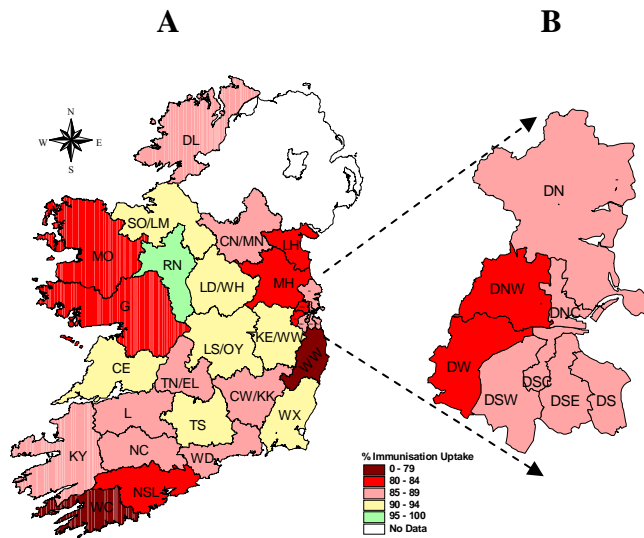 A
B
N
W E
S
DL
SO/LM
CN/MN
LH
MO
RN
MH
LD/WH
G
KE/WW
LS/OY
CE
WW
TN/EL
CW/KK
L
TS
WX
KY
NC
WD
NSL
WC
DN
DNW
DNC
DW
DSC
DSW
DSE
DS
% Immunisation Uptake
0 - 79
80 - 84
85 - 89
90 - 94
95 - 100
No Data